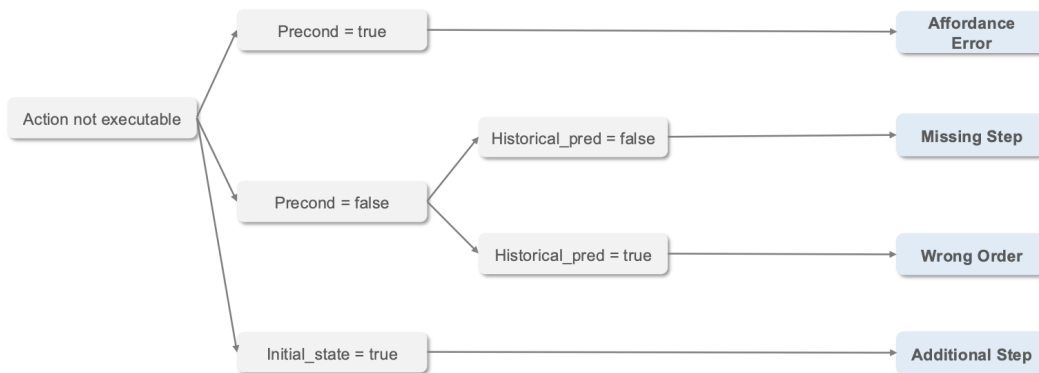 Precond = true
Affordance
Error
Action not executable
Historical_pred = false
Missing Step
Precond = false
Historical_pred = true
Wrong Order
Initial_state = true
Additional Step